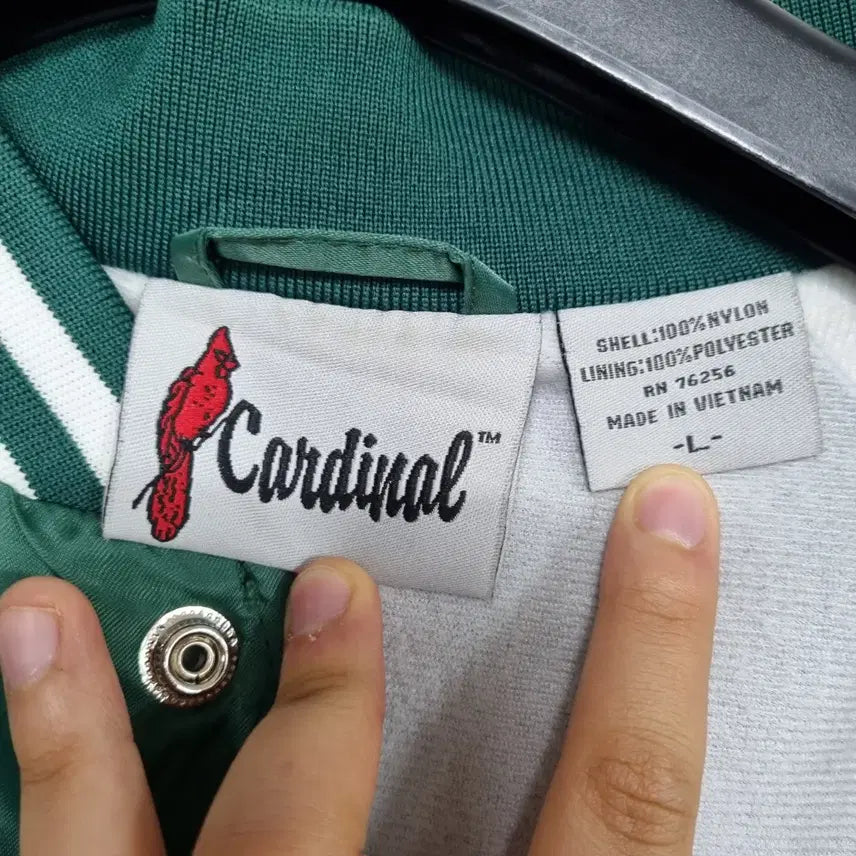 Cardinal™
SHELL:100%NYLON
LINING:100%POLYESTER
RN 76256
MADE IN VIETNAM
-L-